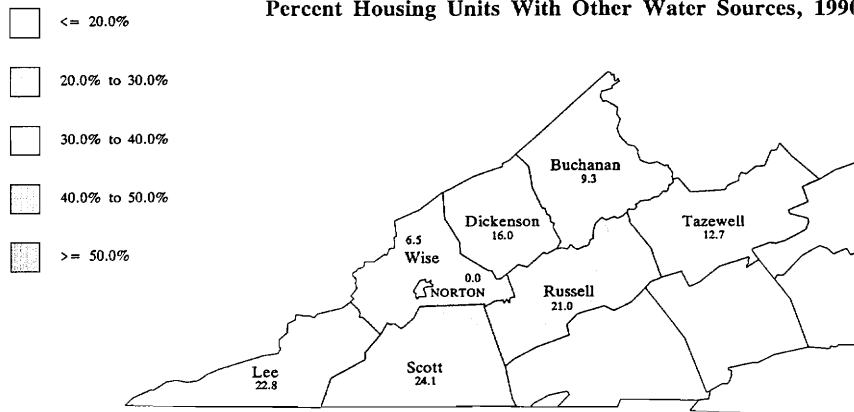 Percent Housing Units With Other Water Sources, 1990
<= 20.0%
20.0% to 30.0%
30.0% to 40.0%
40.0% to 50.0%
>= 50.0%
Buchanan
9.3
Dickenson
16.0
Tazewell
12.7
6.5
Wise
0.0
NORTON
Russell
21.0
Lee
22.8
Scott
24.1